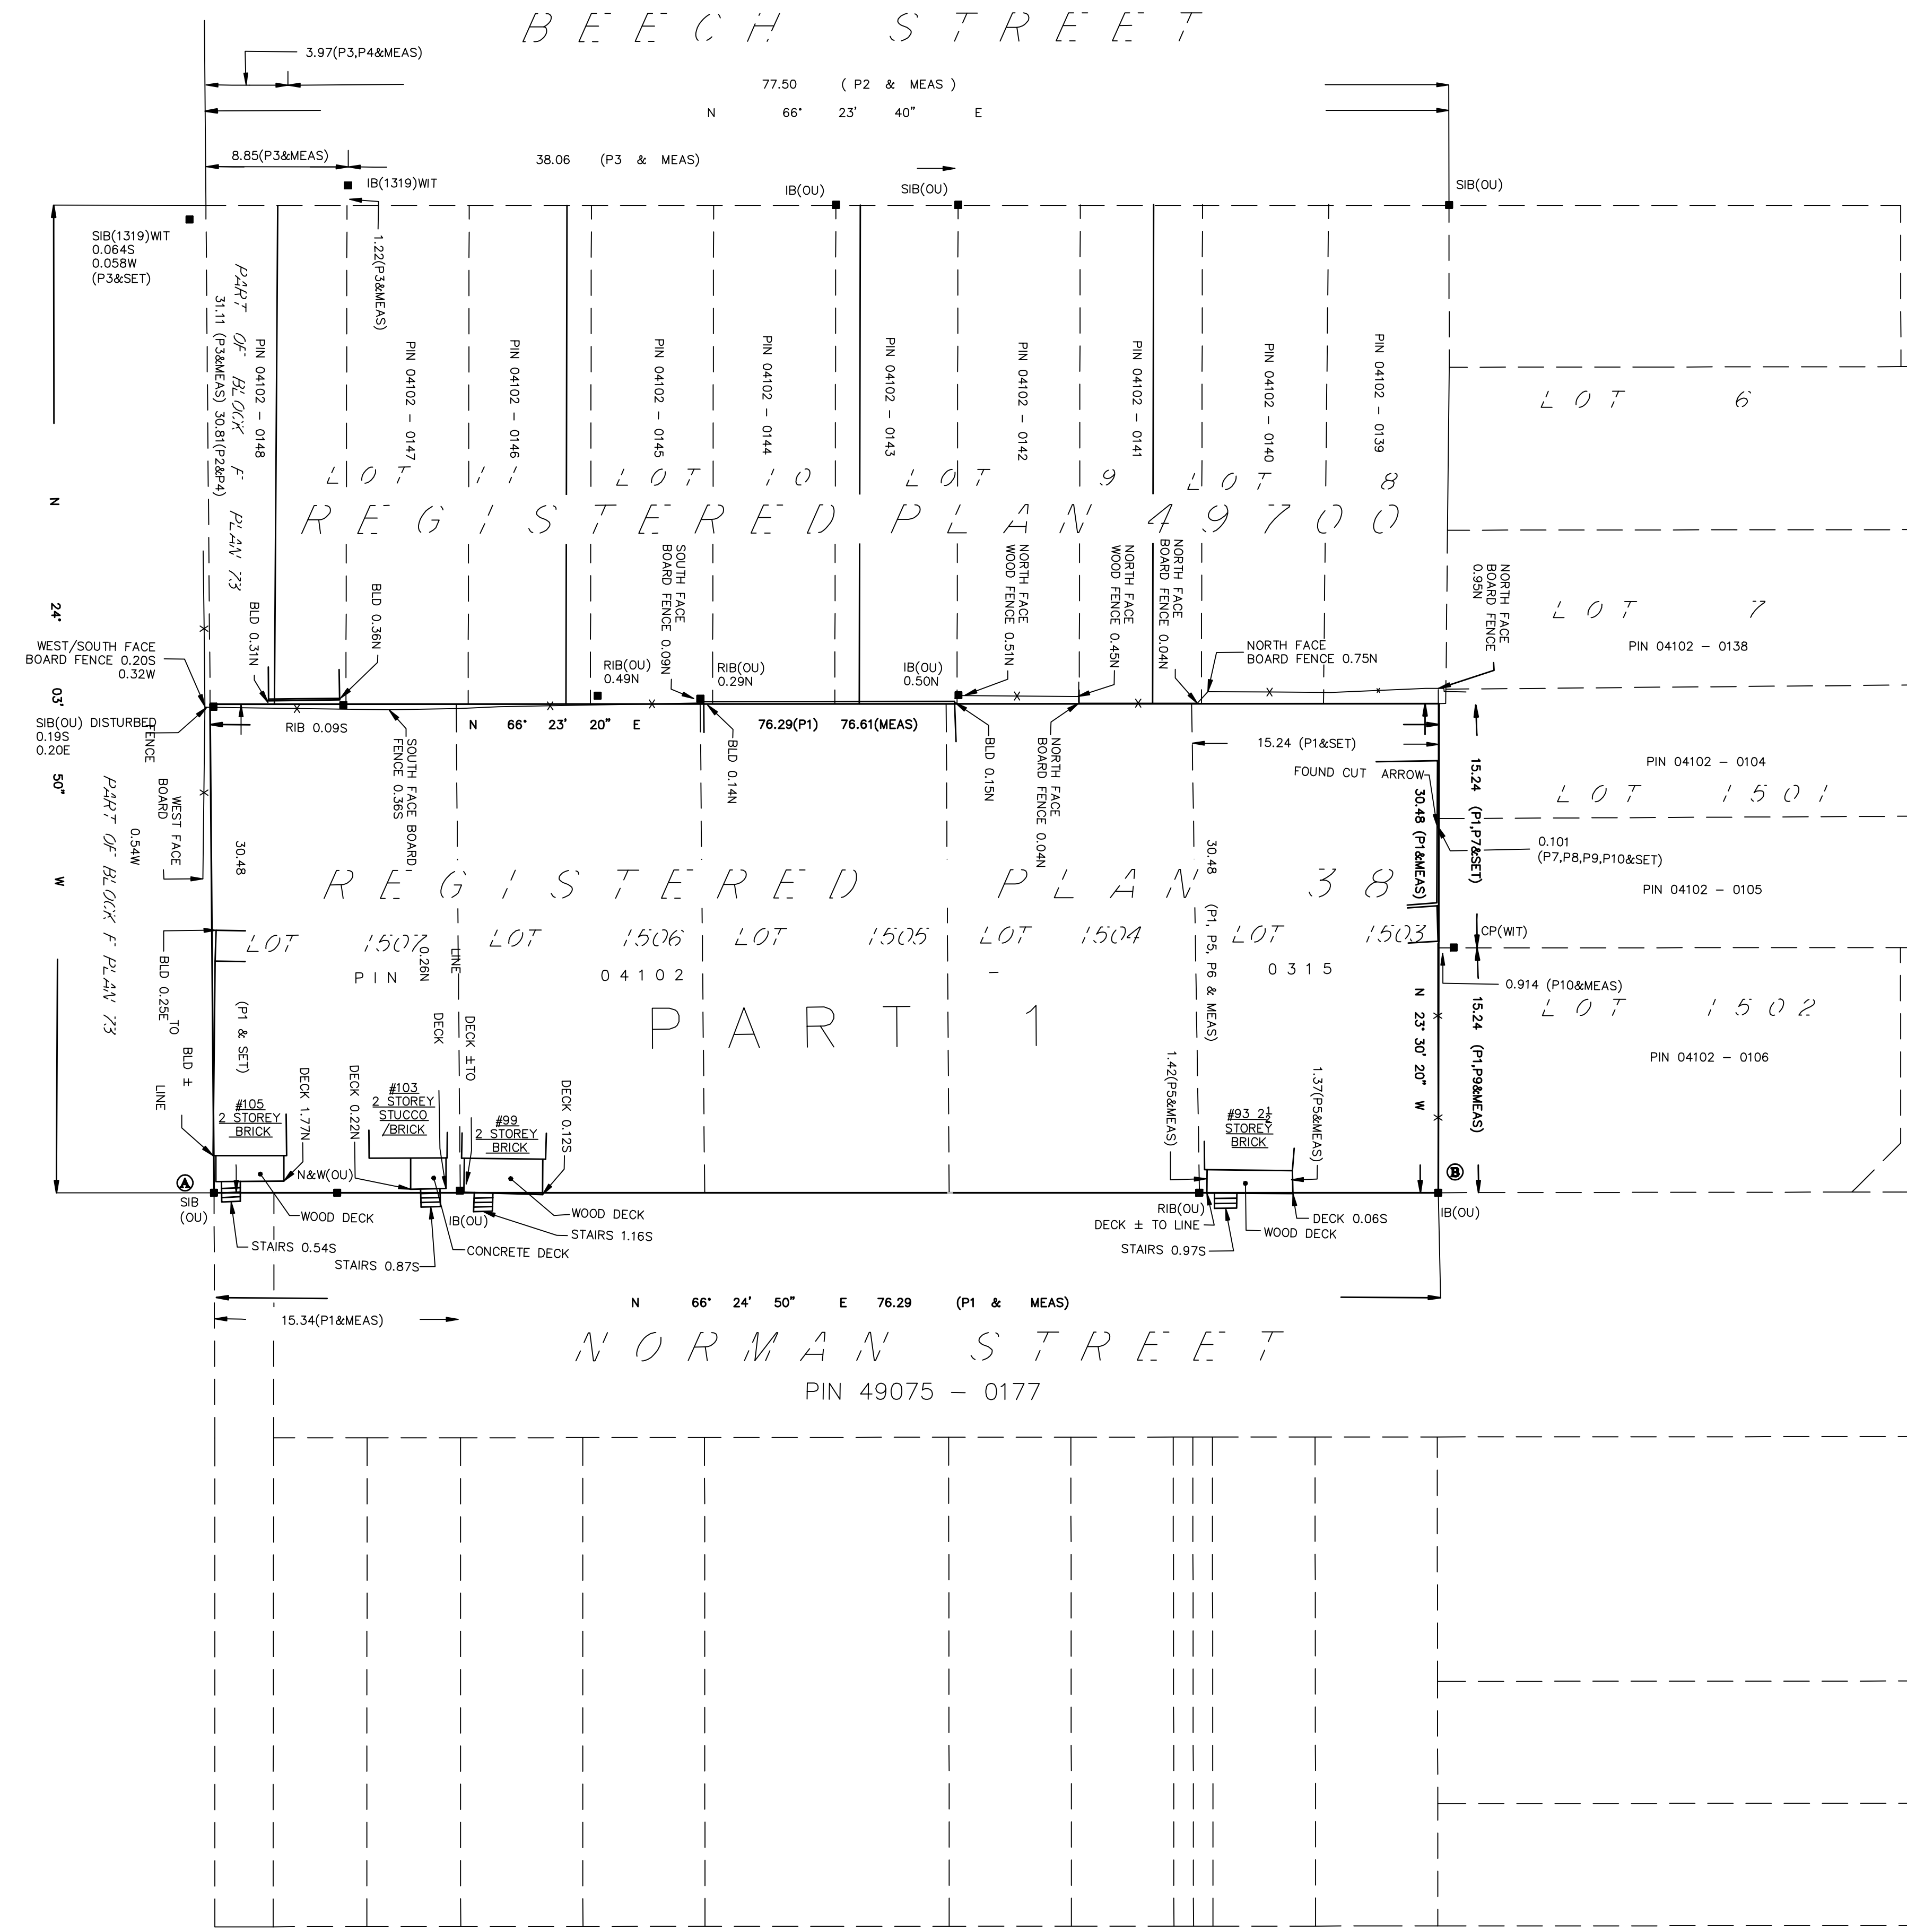 BEECH STREET
3.97(P3,P4&MEAS)
77.50 ( P2 & MEAS )
N 66° 23' 40" E
8.85(P3&MEAS)
38.06 (P3 & MEAS)
IB(1319)WIT
IB(OU)
SIB(OU)
SIB(OU)
SIB(1319)WIT
0.064S
0.058W
(P3&SET)
1.22(P3&MEAS)
PART OF BLOCK F PLAN 73
31.11 (P3&MEAS) 30.81(P2&P4)
PIN 04102 - 0148
PIN 04102 - 0147
PIN 04102 - 0146
PIN 04102 - 0145
PIN 04102 - 0144
PIN 04102 - 0143
PIN 04102 - 0142
PIN 04102 - 0141
PIN 04102 - 0140
PIN 04102 - 0139
LOT 6
LOT 11
LOT 10
LOT 9
LOT 8
REGISTERED PLAN 49700
LOT 7
PIN 04102 - 0138
N 24° 03' 50" W
WEST/SOUTH FACE
BOARD FENCE 0.20S
0.32W
BLD 0.31N
BLD 0.36N
RIB(OU)
0.49N
SOUTH FACE
BOARD FENCE 0.09N
RIB(OU)
0.29N
IB(OU)
0.50N
NORTH FACE
WOOD FENCE 0.51N
NORTH FACE
WOOD FENCE 0.45N
NORTH FACE
BOARD FENCE 0.04N
NORTH FACE
BOARD FENCE 0.75N
NORTH FACE
BOARD FENCE
0.95N
SIB(OU) DISTURBED
0.19S
0.20E
RIB 0.09S
N 66° 23' 20" E
76.29(P1) 76.61(MEAS)
FENCE
WEST FACE
BOARD
0.54W
SOUTH FACE BOARD
FENCE 0.36S
BLD 0.14N
BLD 0.15N
NORTH FACE
BOARD FENCE 0.04N
15.24 (P1&SET)
FOUND CUT ARROW
15.24 (P1,P7&SET)
30.48 (P1&MEAS)
PIN 04102 - 0104
LOT 1501
0.101
(P7,P8,P9,P10&SET)
PIN 04102 - 0105
PART OF BLOCK F PLAN 73
30.48
(P1 & SET)
30.48 (P1, P5, P6 & MEAS)
REGISTERED PLAN 38
LOT 1507
LOT 1506
LOT 1505
LOT 1504
LOT 1503
CP(WIT)
PIN 04102 - 0315
PART 1
0.914 (P10&MEAS)
LOT 1502
PIN 04102 - 0106
15.24 (P1,P9&MEAS)
N 23° 30' 20" W
BLD 0.25E
TO
BLD ±
LINE
0.26N
DECK
LINE
DECK ±TO
#105
2 STOREY
BRICK
DECK 1.77N
DECK 0.22N
#103
2 STOREY
STUCCO
/BRICK
#99
2 STOREY
BRICK
DECK 0.12S
1.42(P5&MEAS)
#93 2½
STOREY
BRICK
1.37(P5&MEAS)
A
SIB
(OU)
N&W(OU)
WOOD DECK
STAIRS 0.54S
STAIRS 0.87S
IB(OU)
CONCRETE DECK
WOOD DECK
STAIRS 1.16S
RIB(OU)
DECK ± TO LINE
STAIRS 0.97S
DECK 0.06S
WOOD DECK
B
IB(OU)
N 66° 24' 50" E 76.29 (P1 & MEAS)
15.34(P1&MEAS)
NORMAN STREET
PIN 49075 - 0177